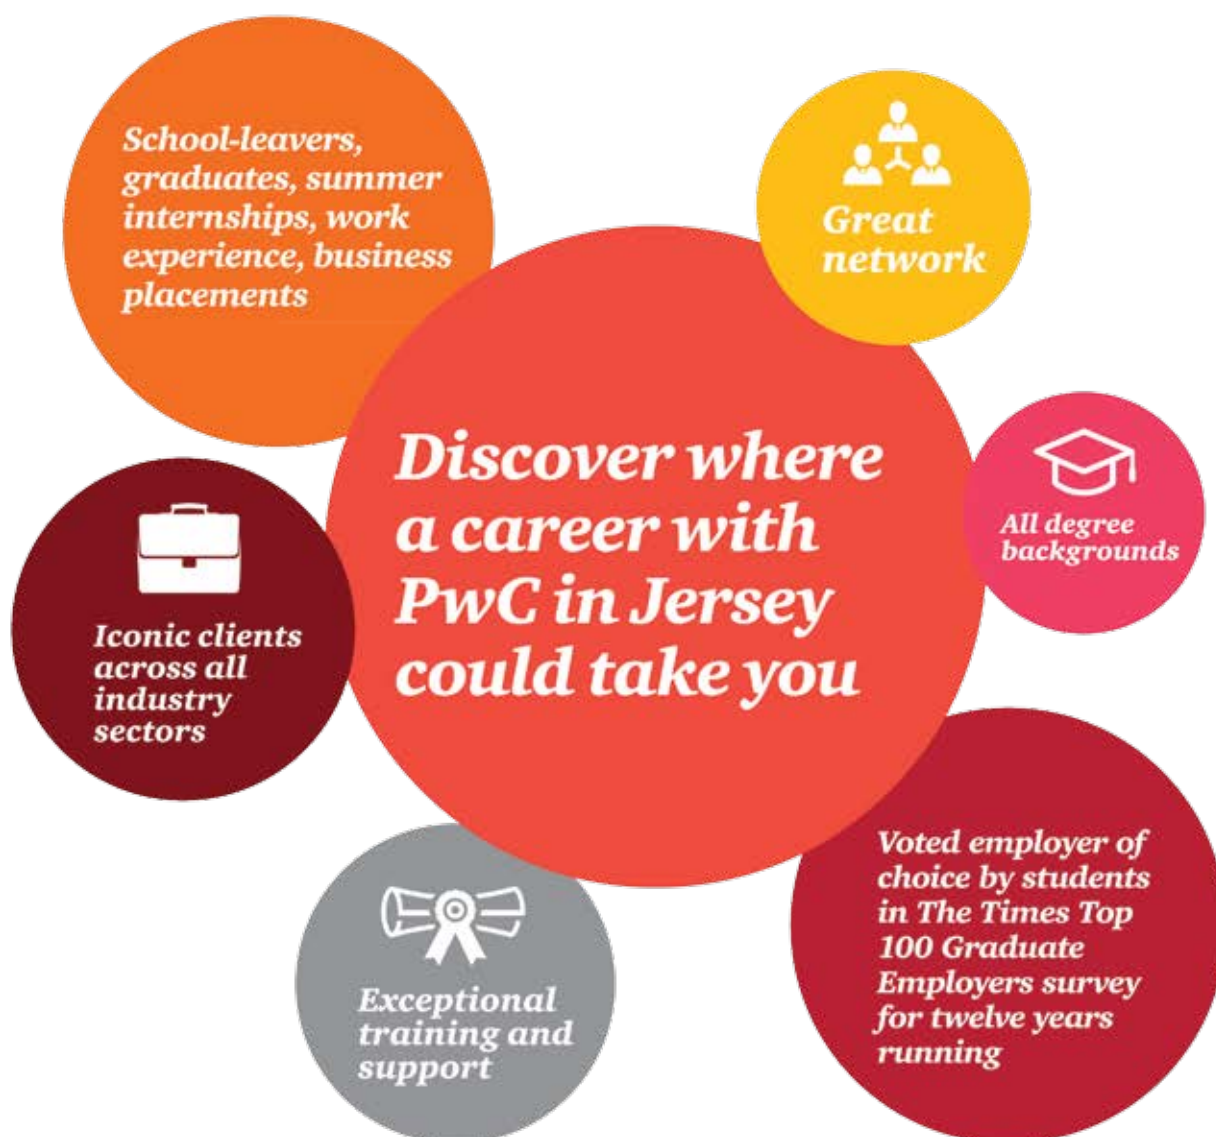 School-leavers,
graduates, summer
internships, work
experience, business
placements
Great
network
Discover where
a career with
PwC in Jersey
could take you
All degree
backgrounds
Iconic clients
across all
industry
sectors
Voted employer of
choice by students
in The Times Top
100 Graduate
Employers survey
for twelve years
running
Exceptional
training and
support